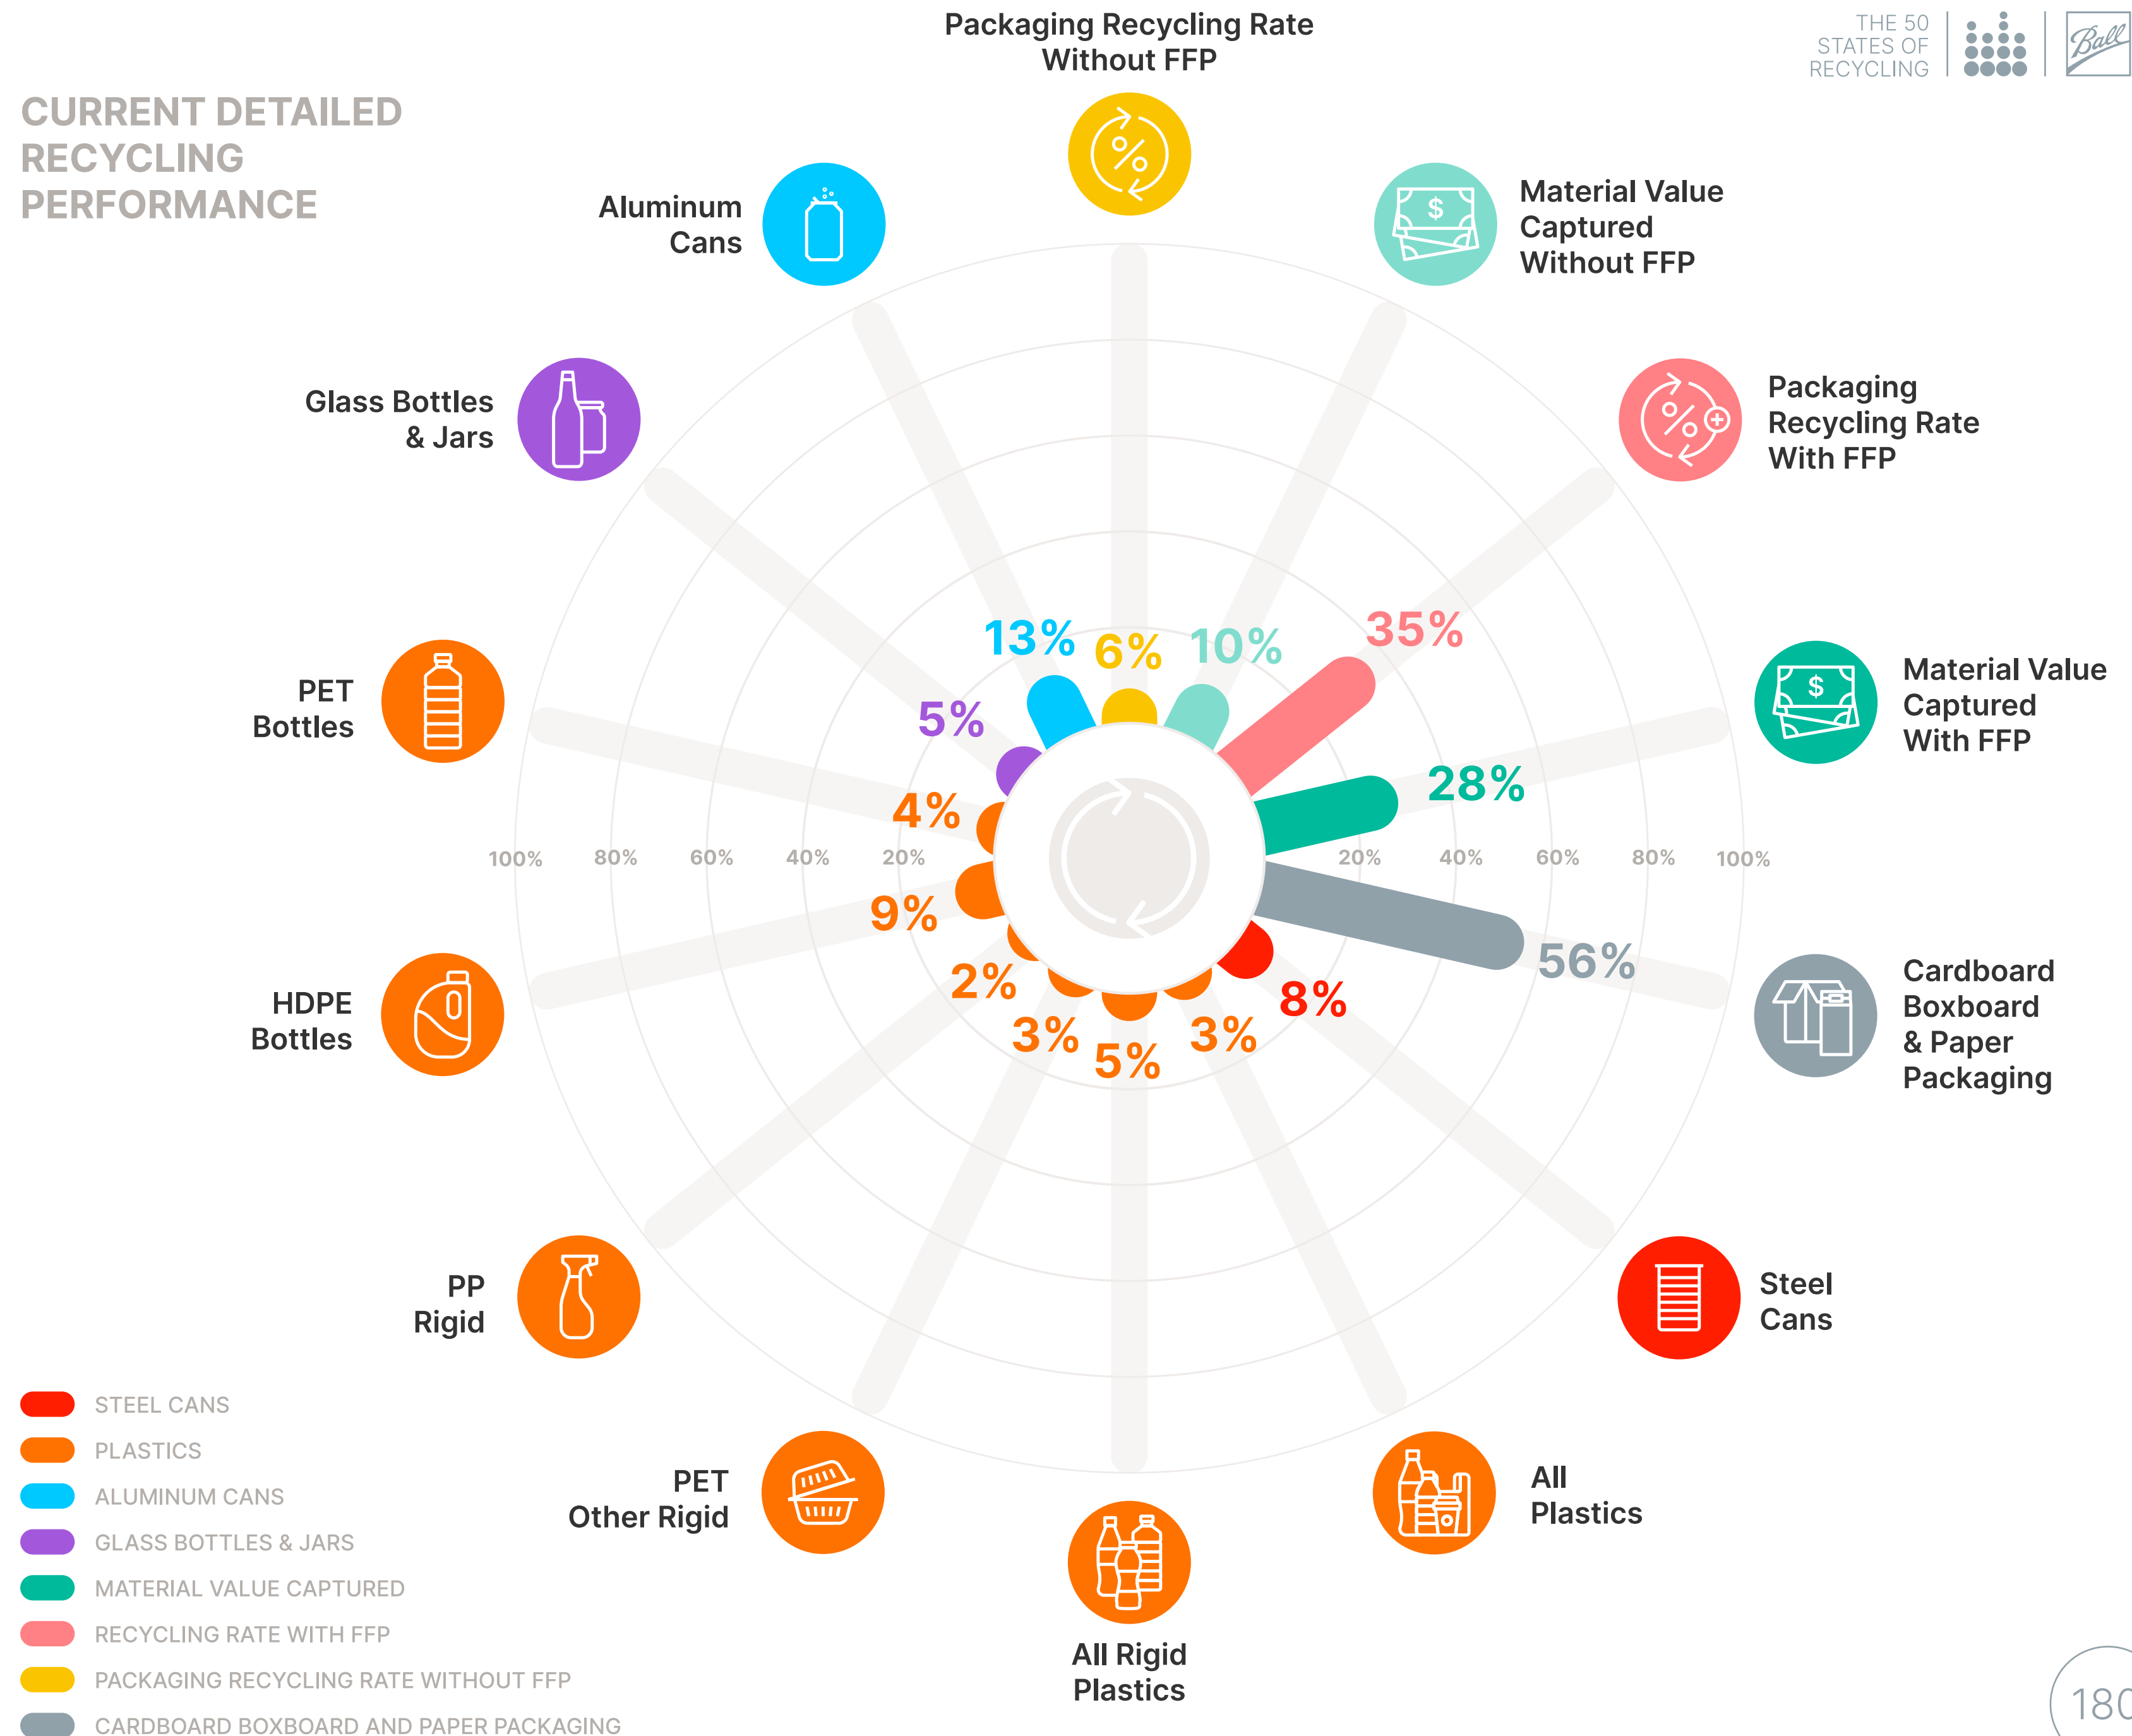 Packaging Recycling Rate
Without FFP
THE 50
STATES OF
RECYCLING
Ball
CURRENT DETAILED
RECYCLING
PERFORMANCE
Aluminum
Cans
Material Value
Captured
Without FFP
Glass Bottles
& Jars
Packaging
Recycling Rate
With FFP
PET
Bottles
Material Value
Captured
With FFP
13%
6%
10%
35%
5%
28%
4%
100% 80% 60% 40% 20% 20% 40% 60% 80% 100%
9%
56%
2%
8%
3%
3%
5%
HDPE
Bottles
Cardboard
Boxboard
& Paper
Packaging
PP
Rigid
Steel
Cans
PET
Other Rigid
All
Plastics
All Rigid
Plastics
STEEL CANS
PLASTICS
ALUMINUM CANS
GLASS BOTTLES & JARS
MATERIAL VALUE CAPTURED
RECYCLING RATE WITH FFP
PACKAGING RECYCLING RATE WITHOUT FFP
CARDBOARD BOXBOARD AND PAPER PACKAGING
180